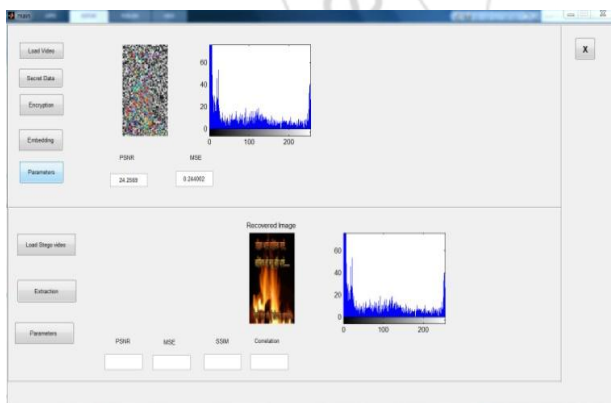 main
X
Load Video
Secret Data
Encryption
Embedding
Parameters
60
40
20
0
0 100 200
PSNR MSE
24.2569 0.244002
Load Stego video
Extraction
Parameters
Recovered Image
60
40
20
0
0 100 200
PSNR MSE SSIM Correlation